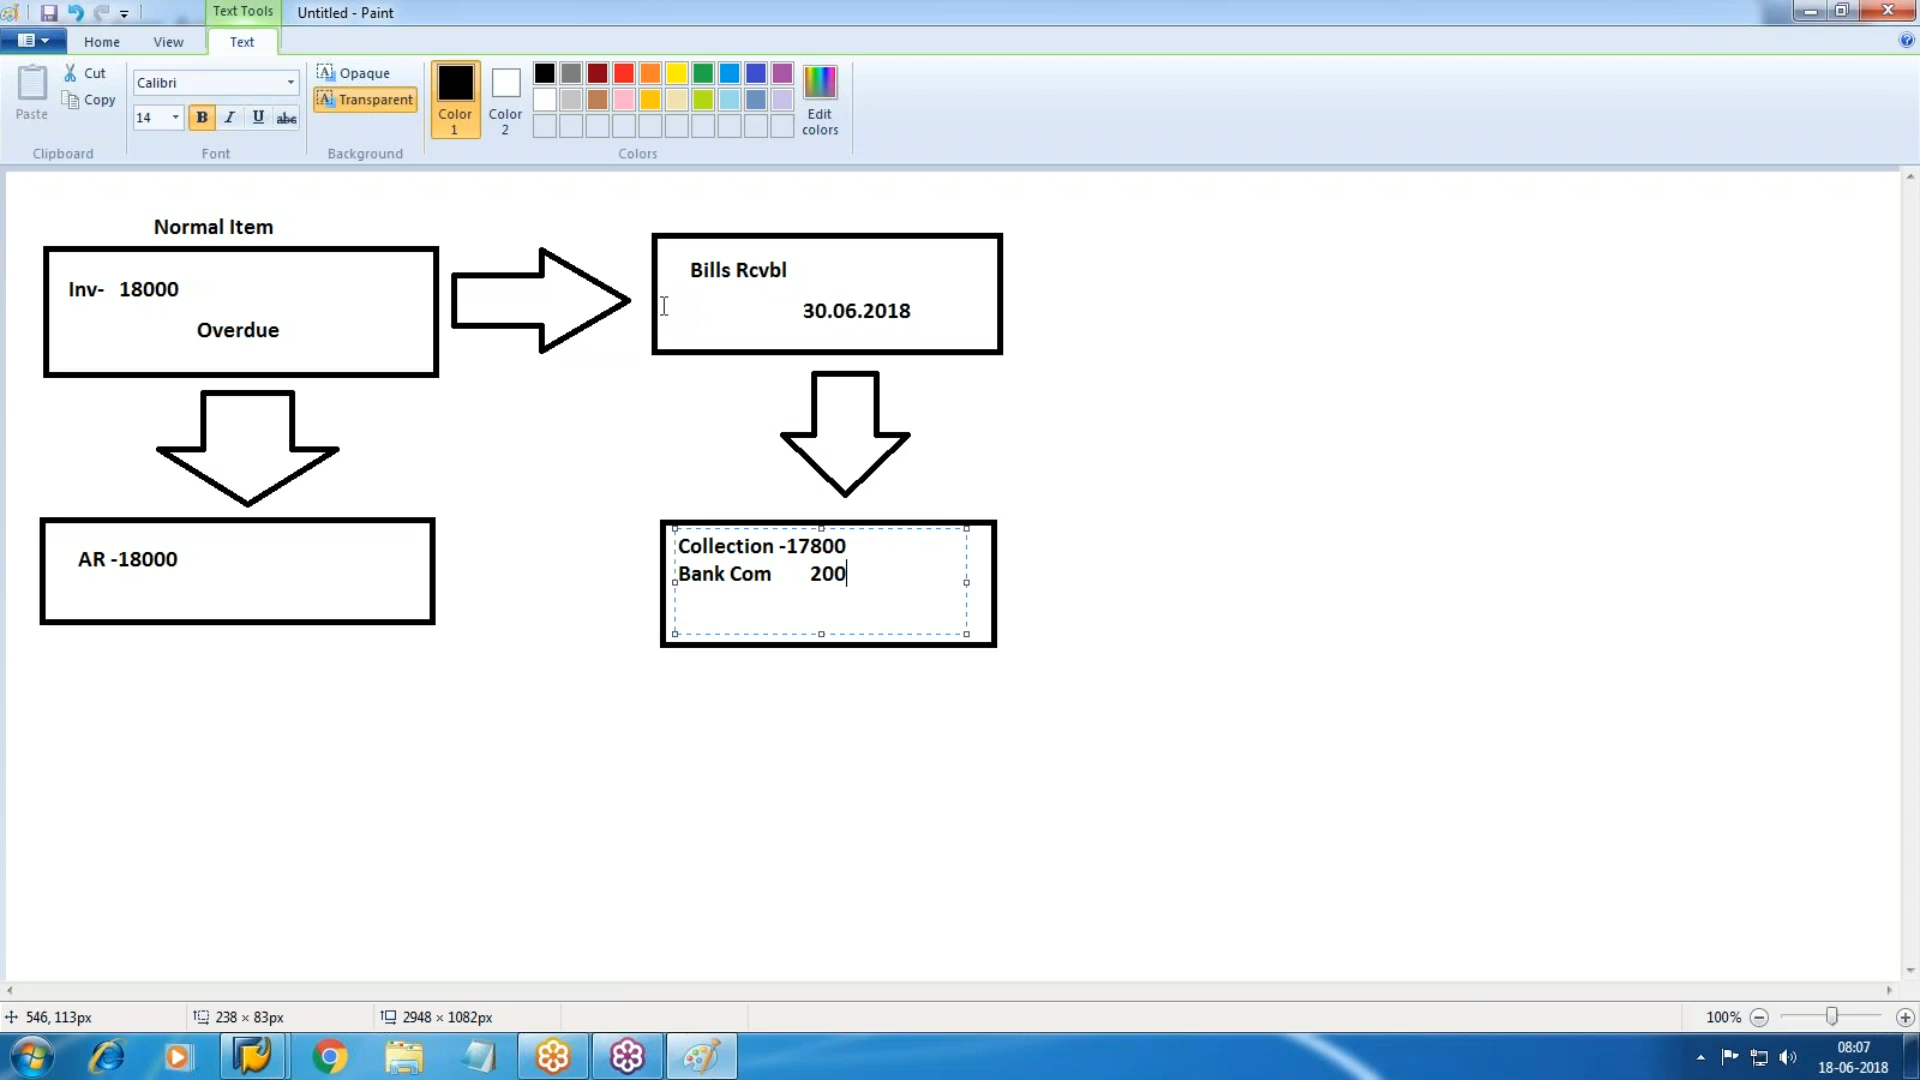 Text Tools
Untitled - Paint
Home
View
Text
Paste
Cut
Copy
Clipboard
Calibri
14
B I U abc
Font
Opaque
Transparent
Background
Color 1
Color 2
Edit colors
Colors
Normal Item
Inv- 18000
Overdue
Bills Rcvbl
30.06.2018
AR -18000
Collection -17800
Bank Com 200
546, 113px
238 × 83px
2948 × 1082px
100%
08:07
18-06-2018